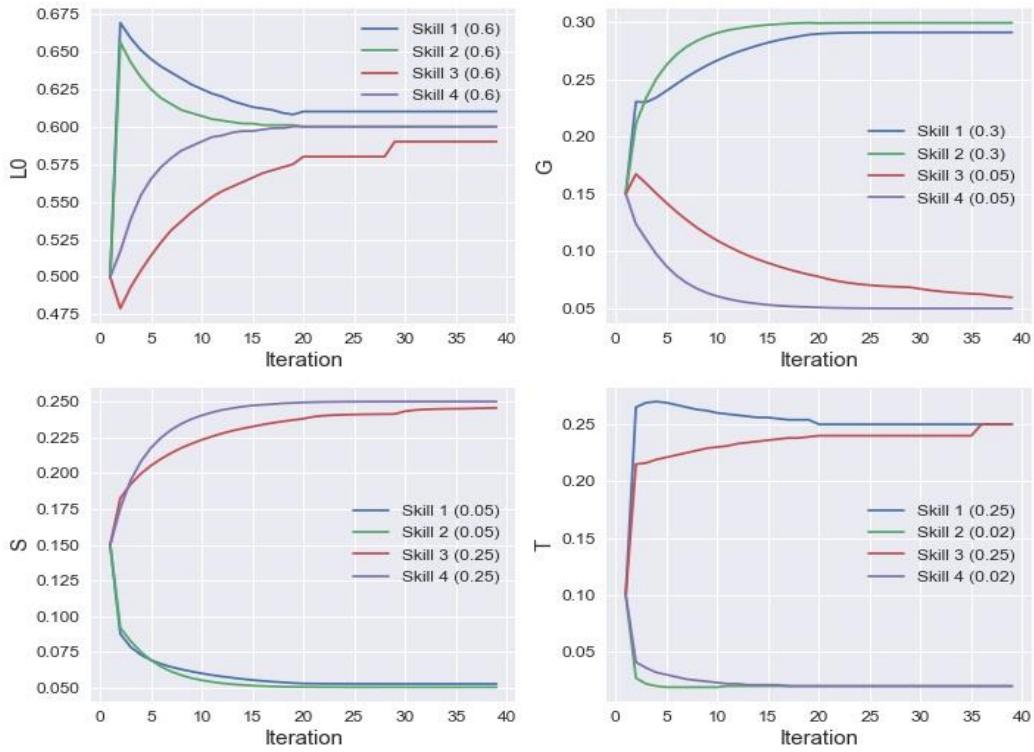 0.675
0.650
0.625
0.600
0.575
0.550
0.525
0.500
0.475
L0
Skill 1 (0.6)
Skill 2 (0.6)
Skill 3 (0.6)
Skill 4 (0.6)
0 5 10 15 20 25 30 35 40
Iteration
0.30
0.25
0.20
0.15
0.10
0.05
G
Skill 1 (0.3)
Skill 2 (0.3)
Skill 3 (0.05)
Skill 4 (0.05)
0 5 10 15 20 25 30 35 40
Iteration
0.250
0.225
0.200
0.175
0.150
0.125
0.100
0.075
0.050
S
Skill 1 (0.05)
Skill 2 (0.05)
Skill 3 (0.25)
Skill 4 (0.25)
0 5 10 15 20 25 30 35 40
Iteration
0.25
0.20
0.15
0.10
0.05
T
Skill 1 (0.25)
Skill 2 (0.02)
Skill 3 (0.25)
Skill 4 (0.02)
0 5 10 15 20 25 30 35 40
Iteration